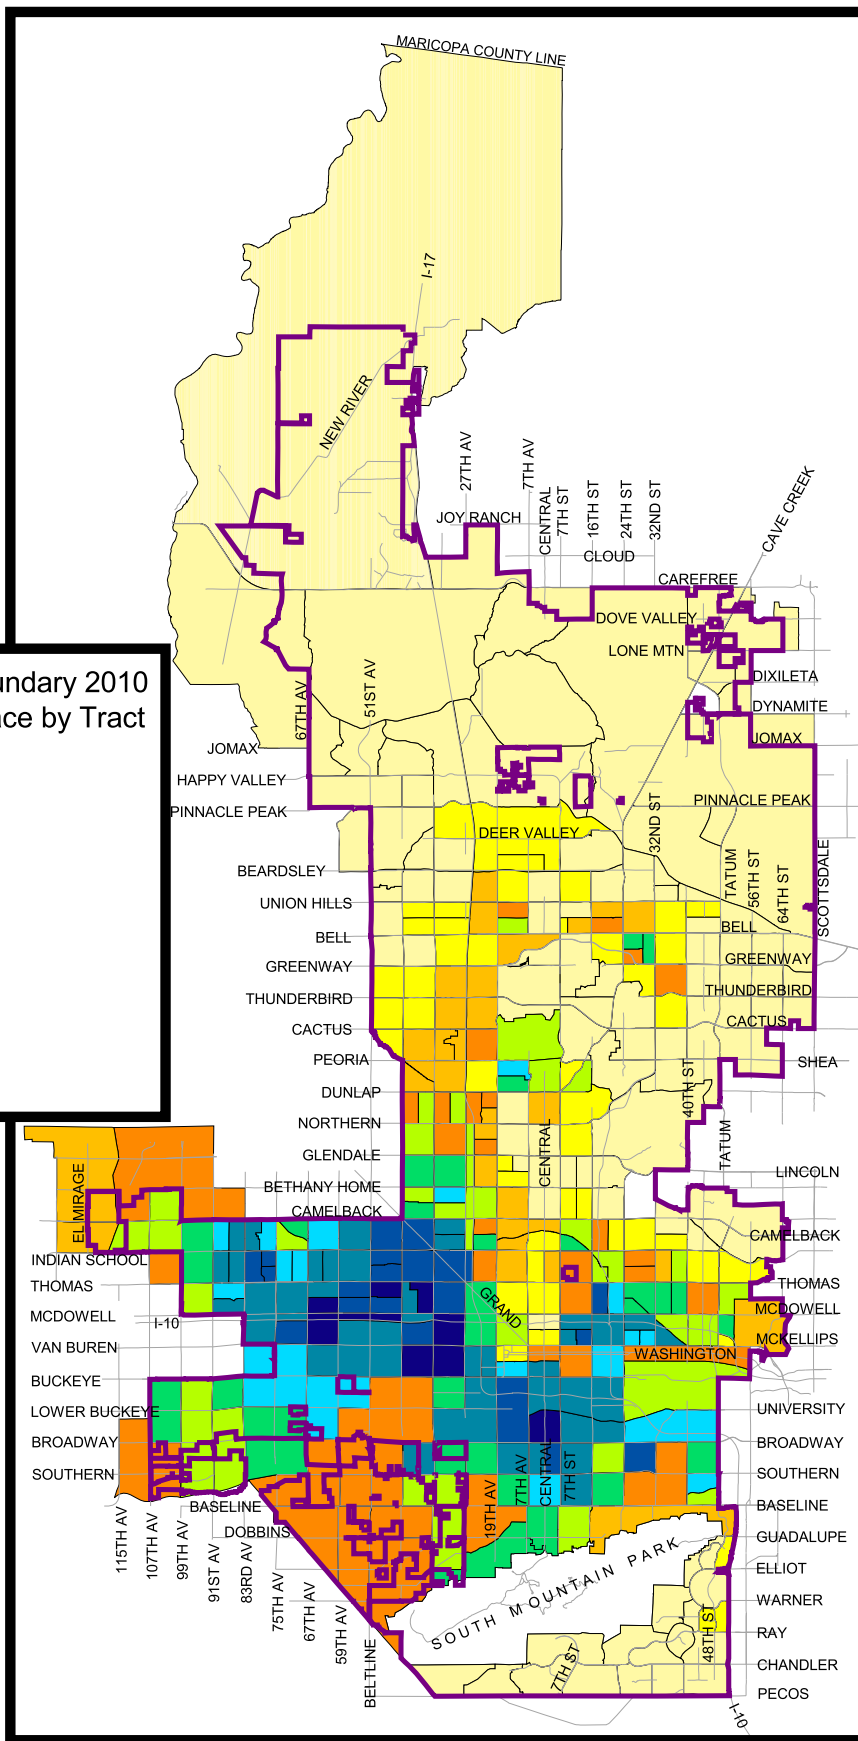 MARICOPA COUNTY LINE
I-17
NEW RIVER
27TH AV
7TH AV
CENTRAL
7TH ST
16TH ST
24TH ST
32ND ST
CAVE CREEK
JOY RANCH
CLOUD
CAREFREE
DOVE VALLEY
LONE MTN
DIXILETA
DYNAMITE
JOMAX
undary 2010
ace by Tract
67TH AV
51ST AV
JOMAX
HAPPY VALLEY
PINNACLE PEAK
PINNACLE PEAK
DEER VALLEY
32ND ST
BEARDSLEY
TATUM
56TH ST
64TH ST
SCOTTSDALE
UNION HILLS
BELL
BELL
GREENWAY
GREENWAY
THUNDERBIRD
THUNDERBIRD
CACTUS
CACTUS
PEORIA
SHEA
DUNLAP
40TH ST
NORTHERN
TATUM
GLENDALE
CENTRAL
LINCOLN
EL MIRAGE
BETHANY HOME
CAMELBACK
CAMELBACK
INDIAN SCHOOL
THOMAS
THOMAS
MCDOWELL
I-10
GRAND
MCDOWELL
VAN BUREN
MCKELLIPS
WASHINGTON
BUCKEYE
LOWER BUCKEYE
UNIVERSITY
BROADWAY
BROADWAY
SOUTHERN
SOUTHERN
BASELINE
BASELINE
DOBBINS
19TH AV
7TH AV
CENTRAL
7TH ST
GUADALUPE
115TH AV
107TH AV
99TH AV
91ST AV
83RD AV
75TH AV
67TH AV
59TH AV
BELTLINE
SOUTH MOUNTAIN PARK
ELLIOT
WARNER
48TH ST
RAY
7TH ST
CHANDLER
PECOS
I-10